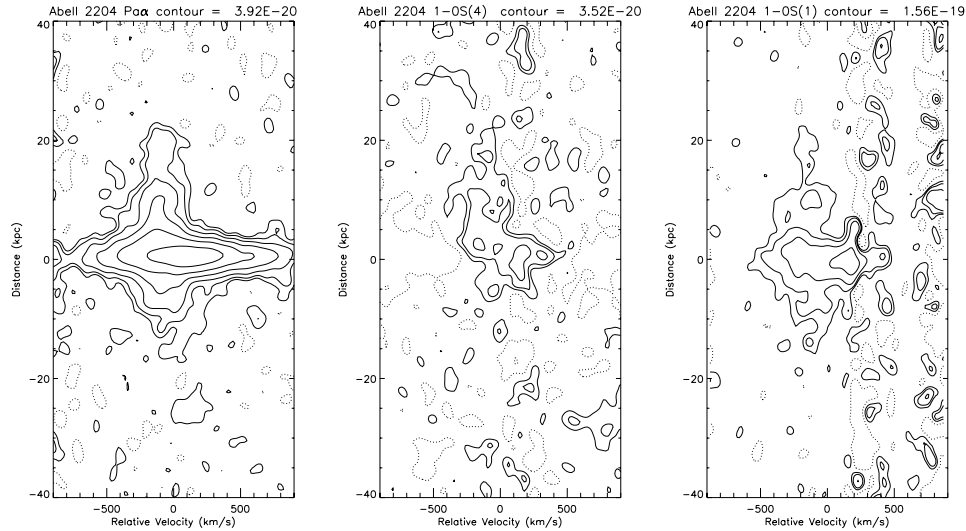 Abell 2204 Paα contour = 3.92E-20
40
20
0
-20
-40
Distance (kpc)
-500 0 500
Relative Velocity (km/s)
Abell 2204 1-0S(4) contour = 3.52E-20
40
20
0
-20
-40
Distance (kpc)
-500 0 500
Relative Velocity (km/s)
Abell 2204 1-0S(1) contour = 1.56E-19
40
20
0
-20
-40
Distance (kpc)
-500 0 500
Relative Velocity (km/s)